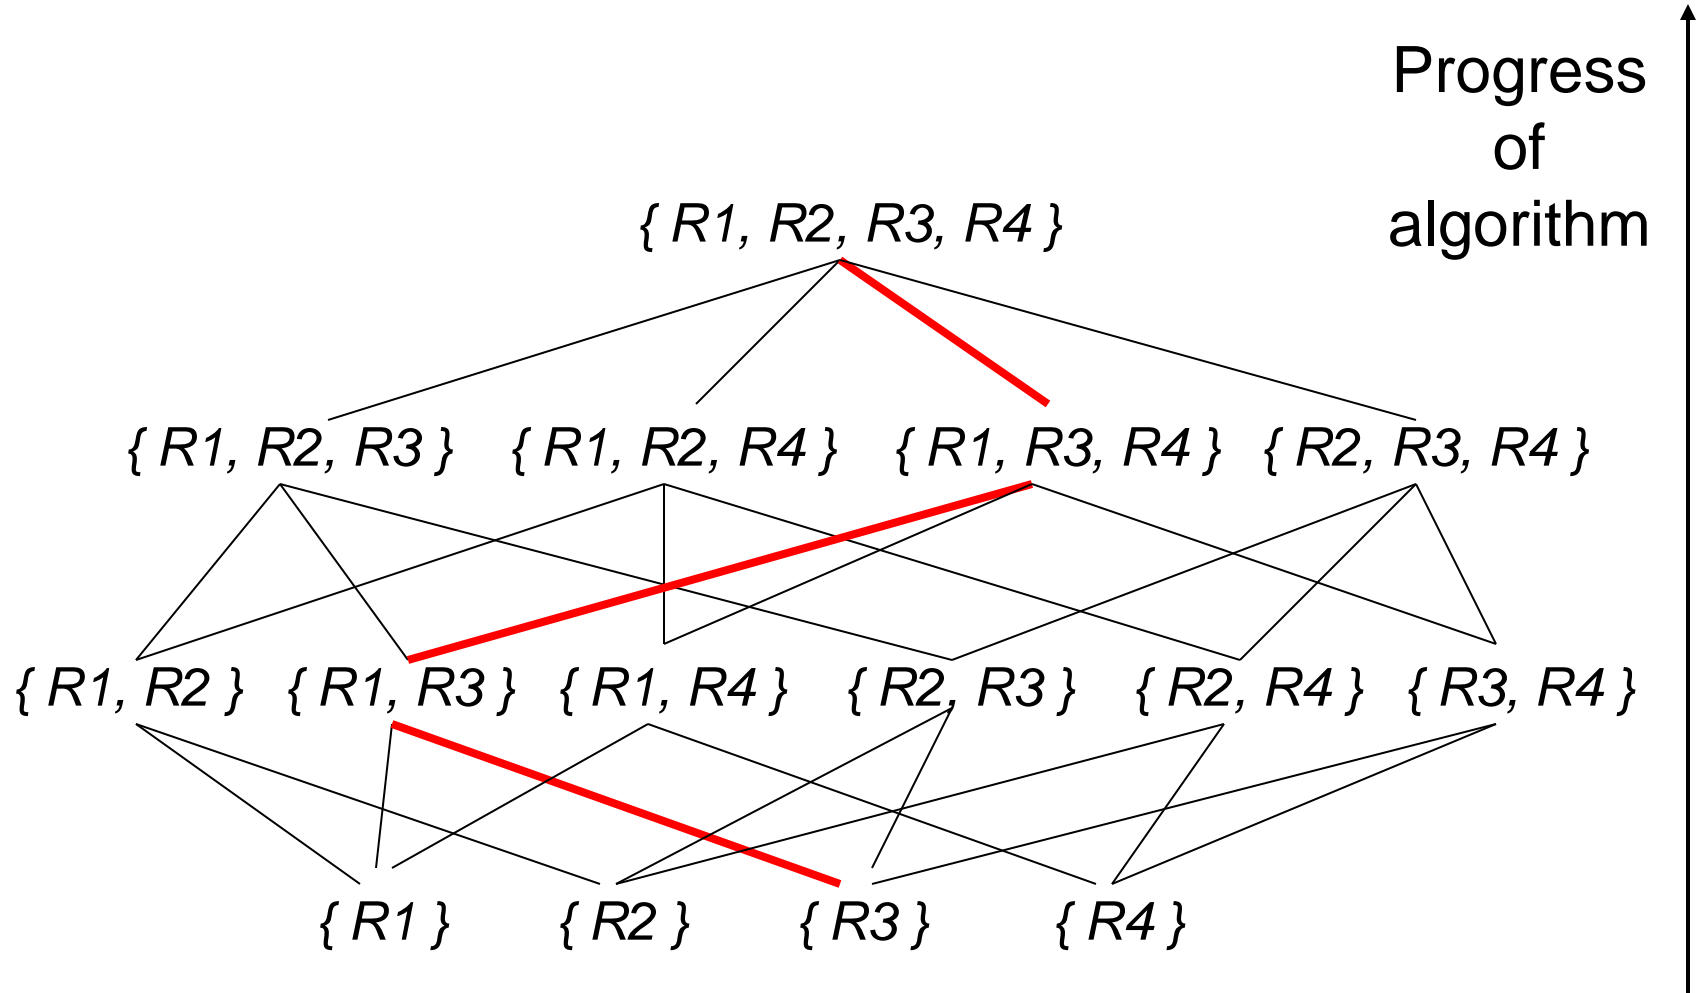 Progress
of
algorithm
{ R1, R2, R3, R4 }
{ R1, R2, R3 } { R1, R2, R4 } { R1, R3, R4 } { R2, R3, R4 }
{ R1, R2 } { R1, R3 } { R1, R4 } { R2, R3 } { R2, R4 } { R3, R4 }
{ R1 } { R2 } { R3 } { R4 }